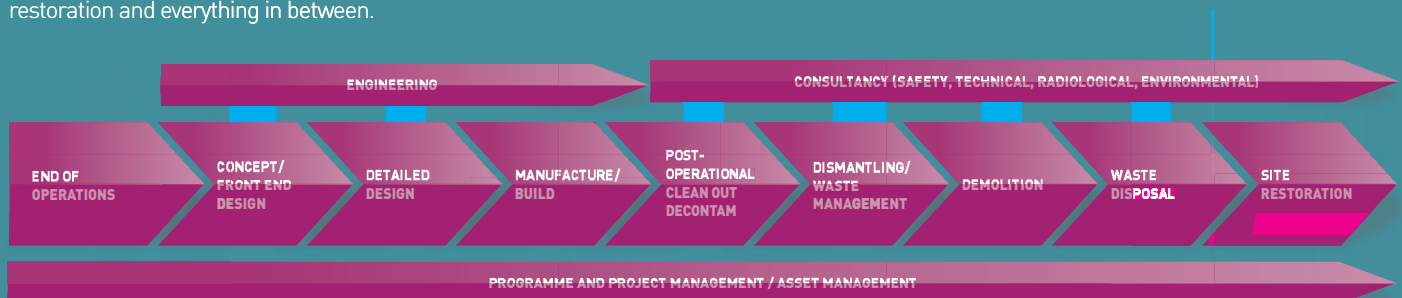 restoration and everything in between.
ENGINEERING
CONSULTANCY (SAFETY, TECHNICAL, RADIOLOGICAL, ENVIRONMENTAL)
END OF
OPERATIONS
CONCEPT/
FRONT END
DESIGN
DETAILED
DESIGN
MANUFACTURE/
BUILD
POST-
OPERATIONAL
CLEAN OUT
DECONTAM
DISMANTLING/
WASTE
MANAGEMENT
DEMOLITION
WASTE
DISPOSAL
SITE
RESTORATION
PROGRAMME AND PROJECT MANAGEMENT / ASSET MANAGEMENT